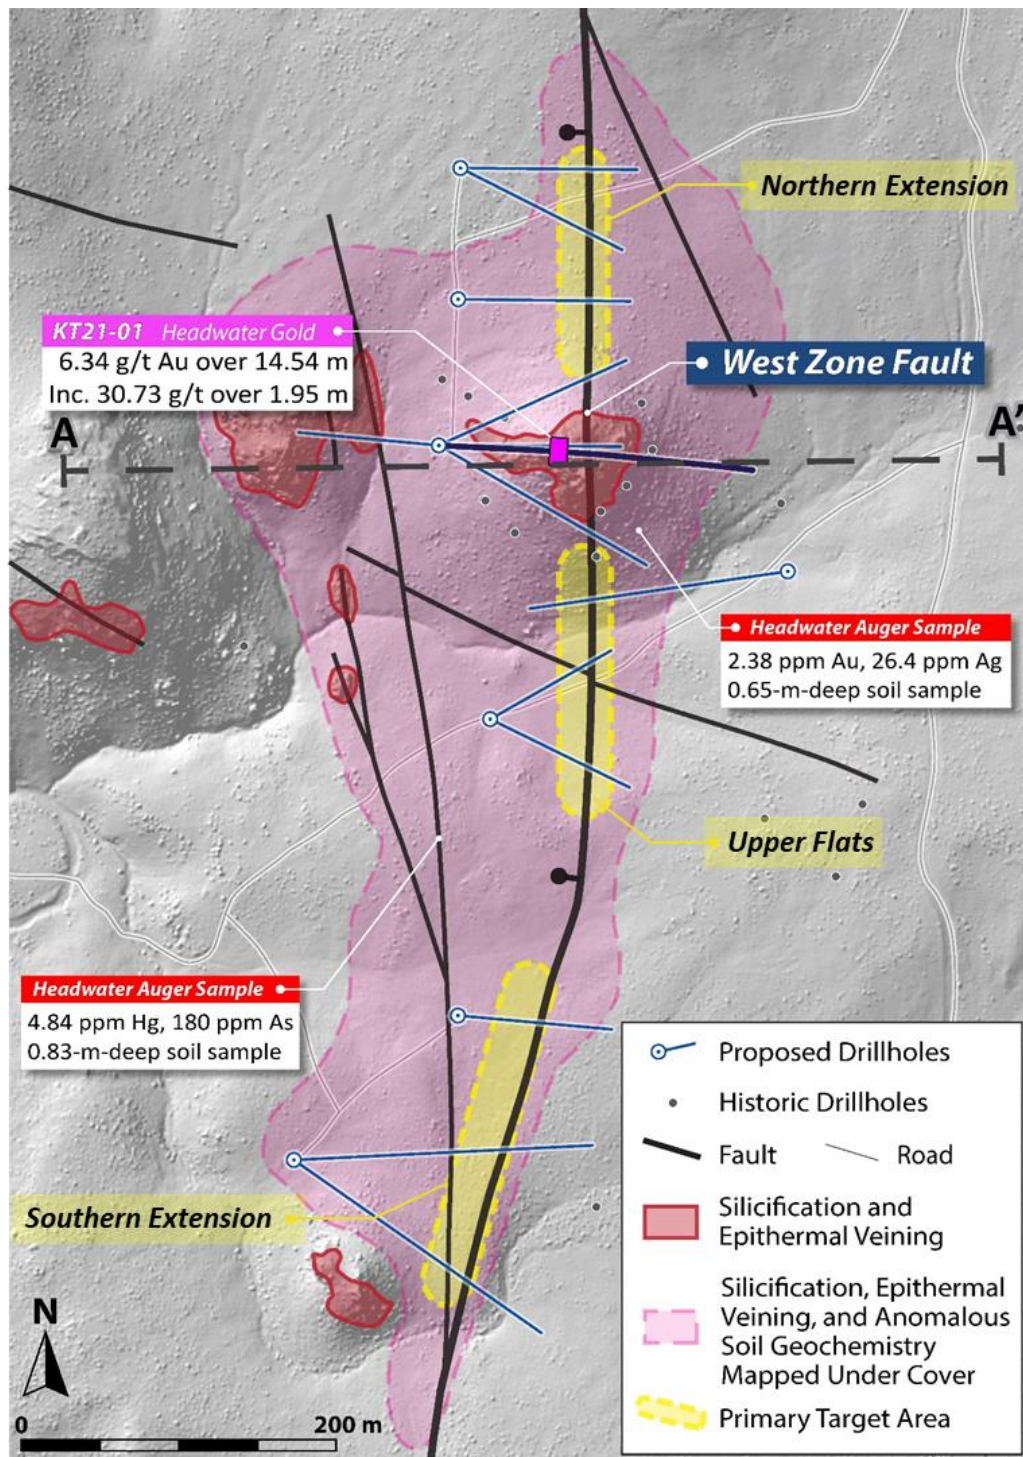 Northern Extension
KT21-01 Headwater Gold
6.34 g/t Au over 14.54 m
Inc. 30.73 g/t over 1.95 m
West Zone Fault
A
A'
Headwater Auger Sample
2.38 ppm Au, 26.4 ppm Ag
0.65-m-deep soil sample
Upper Flats
Headwater Auger Sample
4.84 ppm Hg, 180 ppm As
0.83-m-deep soil sample
Southern Extension
N
0
200 m
Proposed Drillholes
Historic Drillholes
Fault
Road
Silicification and
Epithermal Veining
Silicification, Epithermal
Veining, and Anomalous
Soil Geochemistry
Mapped Under Cover
Primary Target Area